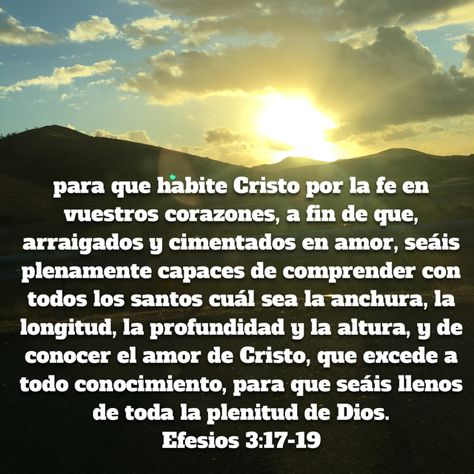 para que habite Cristo por la fe en
vuestros corazones, a fin de que,
arraigados y cimentados en amor, seáis
plenamente capaces de comprender con
todos los santos cuál sea la anchura, la
longitud, la profundidad y la altura, y de
conocer el amor de Cristo, que excede a
todo conocimiento, para que seáis llenos
de toda la plenitud de Dios.
Efesios 3:17-19